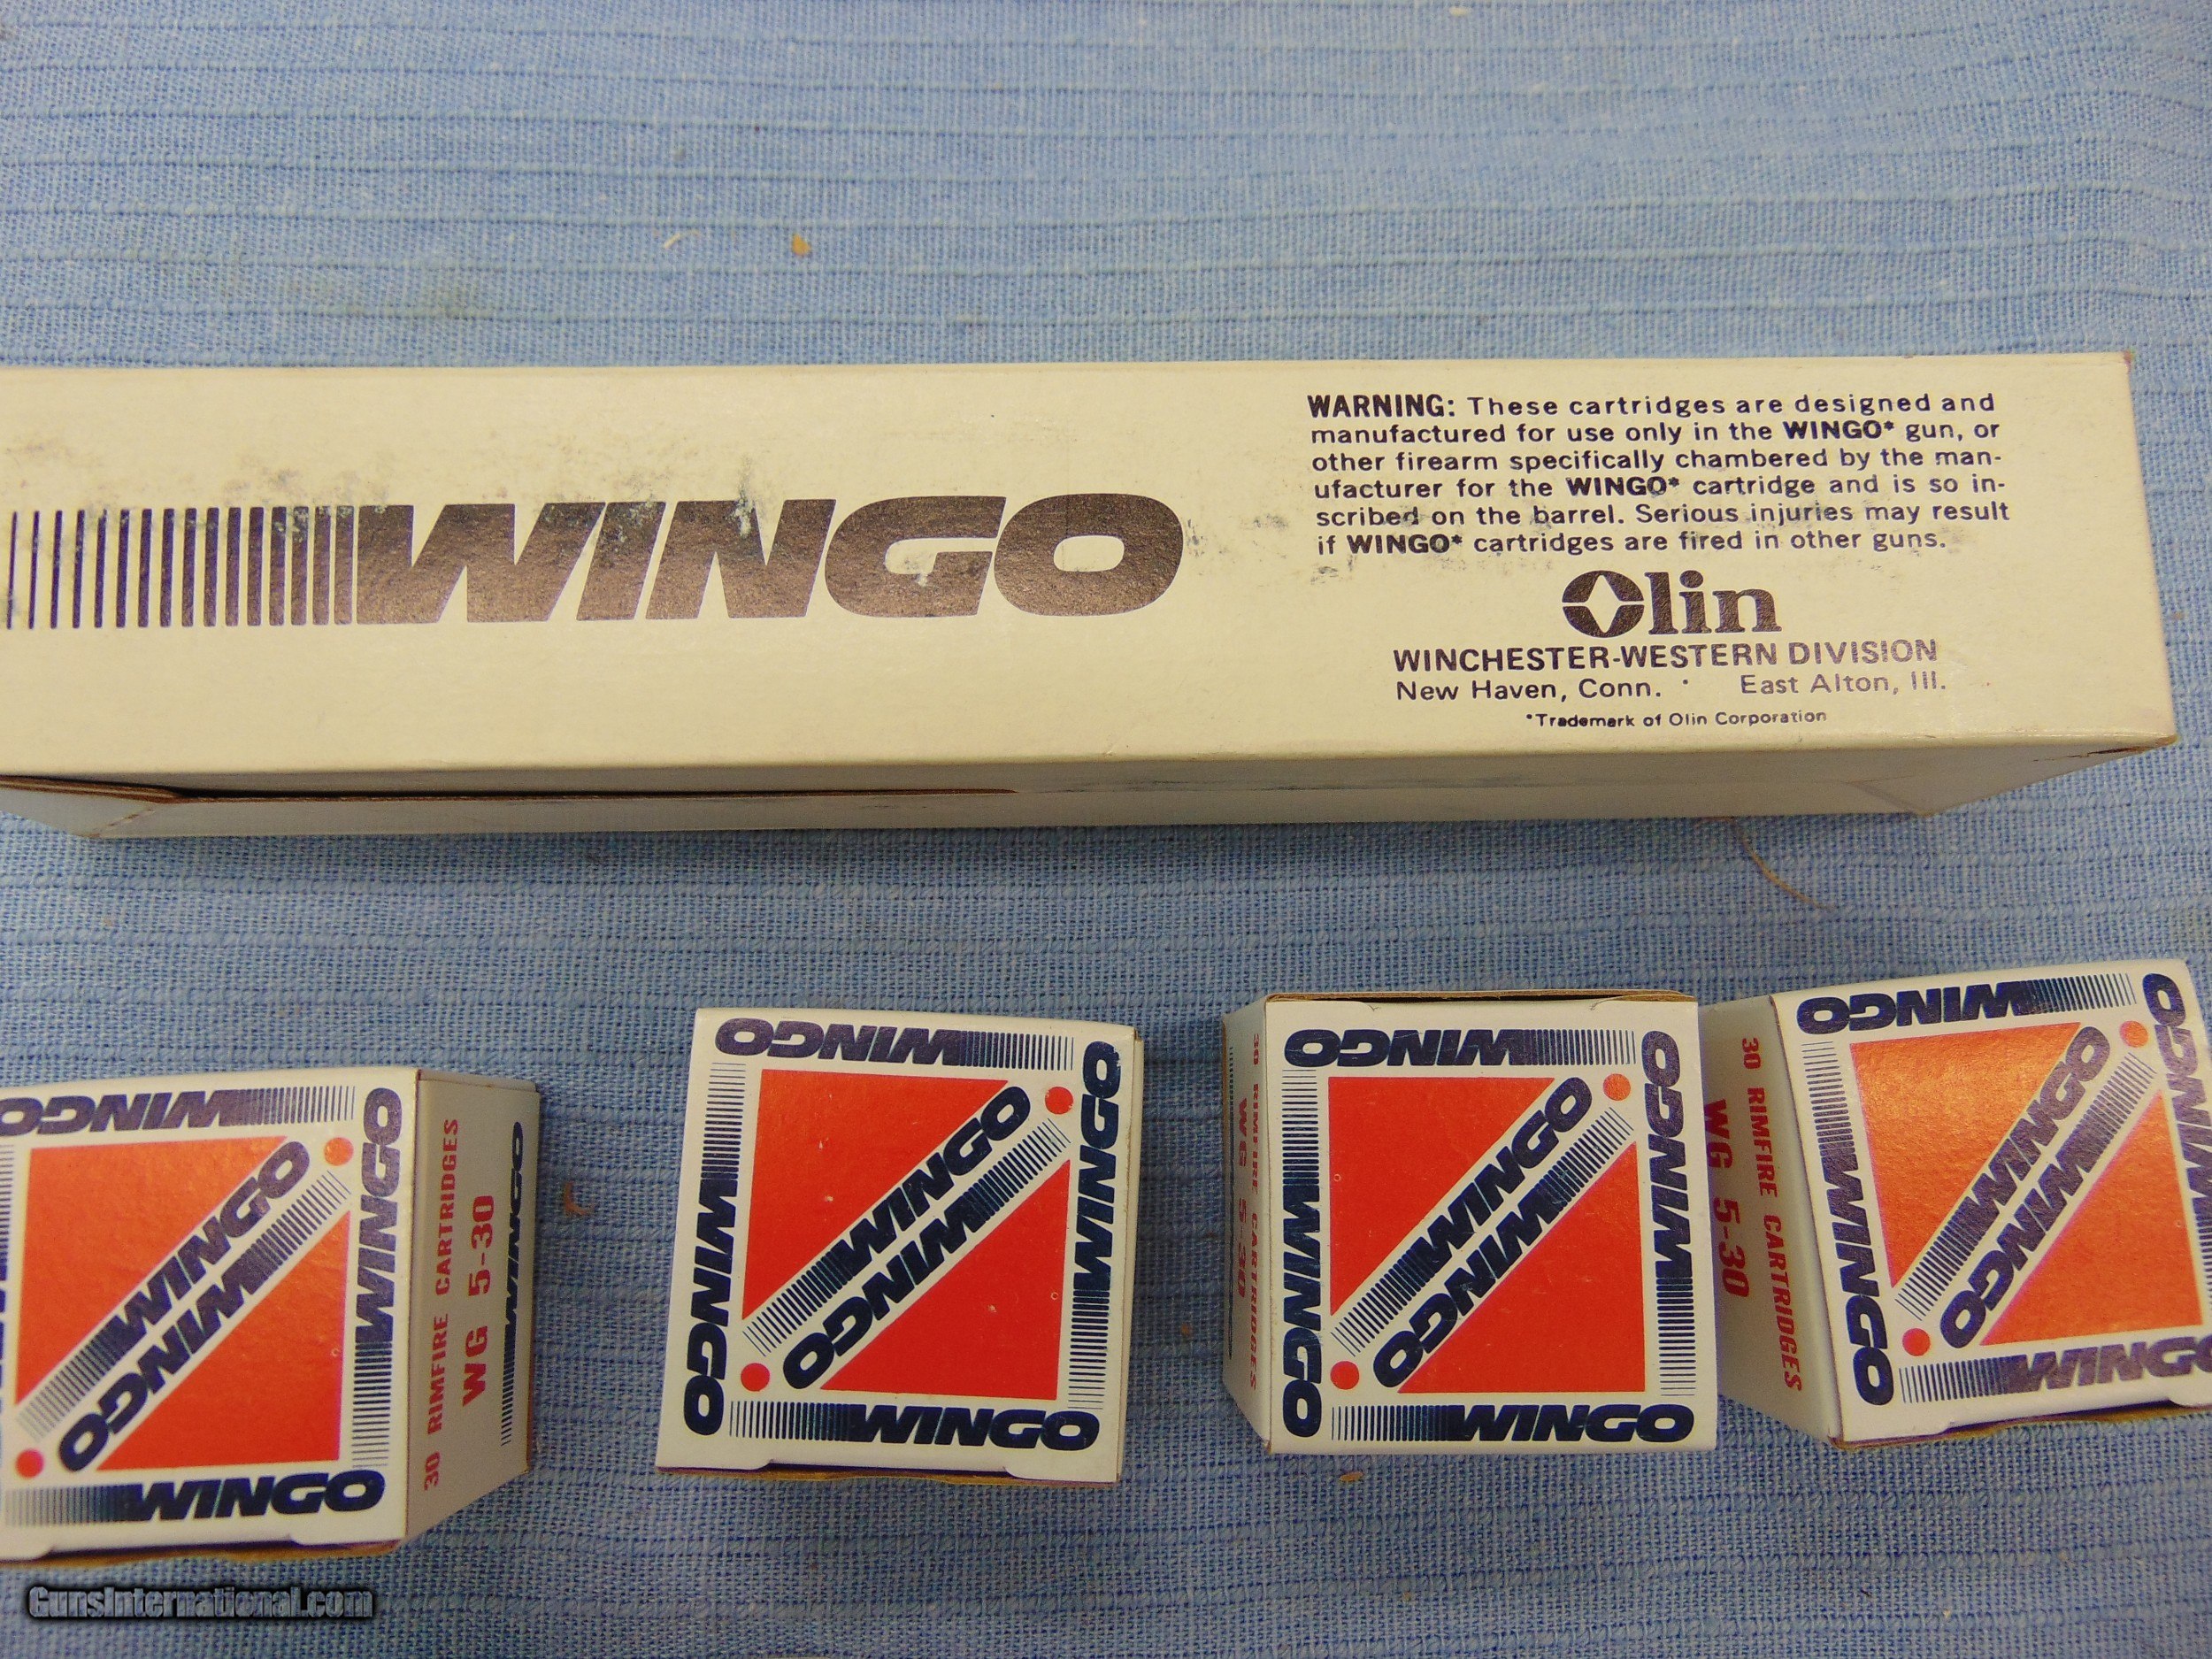 WINGO
WARNING: These cartridges are designed and
manufactured for use only in the WINGO* gun, or
other firearm specifically chambered by the man-
ufacturer for the WINGO* cartridge and is so in-
scribed on the barrel. Serious injuries may result
if WINGO* cartridges are fired in other guns.
Olin
WINCHESTER-WESTERN DIVISION
New Haven, Conn. · East Alton, Ill.
*Trademark of Olin Corporation
WINGO
WINGO
WINGO
WINGO
WINGO
30 RIMFIRE CARTRIDGES
WG 5-30
WINGO
WINGO
WINGO
WINGO
WINGO
WINGO
WINGO
30 RIMFIRE CARTRIDGES
WG 5-30
WINGO
WINGO
WINGO
WINGO
WINGO
WINGO
30 RIMFIRE CARTRIDGES
WG 5-30
WINGO
WINGO
WINGO
WINGO
WINGO
WINGO
GunsInternational.com